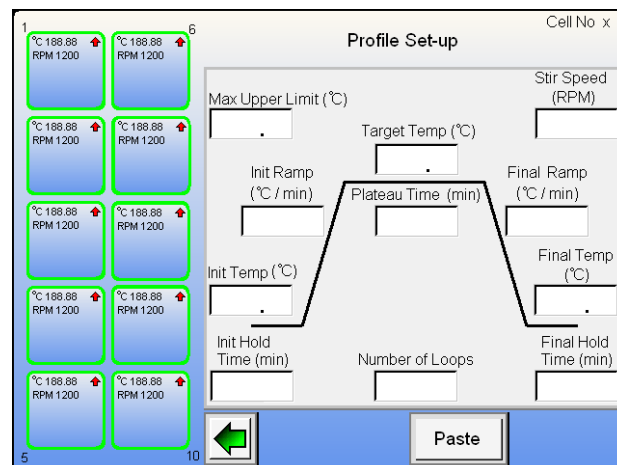 1
6
°C 188.88
RPM 1200
°C 188.88
RPM 1200
°C 188.88
RPM 1200
°C 188.88
RPM 1200
°C 188.88
RPM 1200
°C 188.88
RPM 1200
°C 188.88
RPM 1200
°C 188.88
RPM 1200
°C 188.88
RPM 1200
°C 188.88
RPM 1200
5
10
Cell No x
Profile Set-up
Max Upper Limit (°C)
.
Stir Speed
(RPM)
Target Temp (°C)
.
Init Ramp
(°C / min)
Plateau Time (min)
Final Ramp
(°C / min)
Init Temp (°C)
.
Final Temp
(°C)
.
Init Hold
Time (min)
Number of Loops
Final Hold
Time (min)
Paste